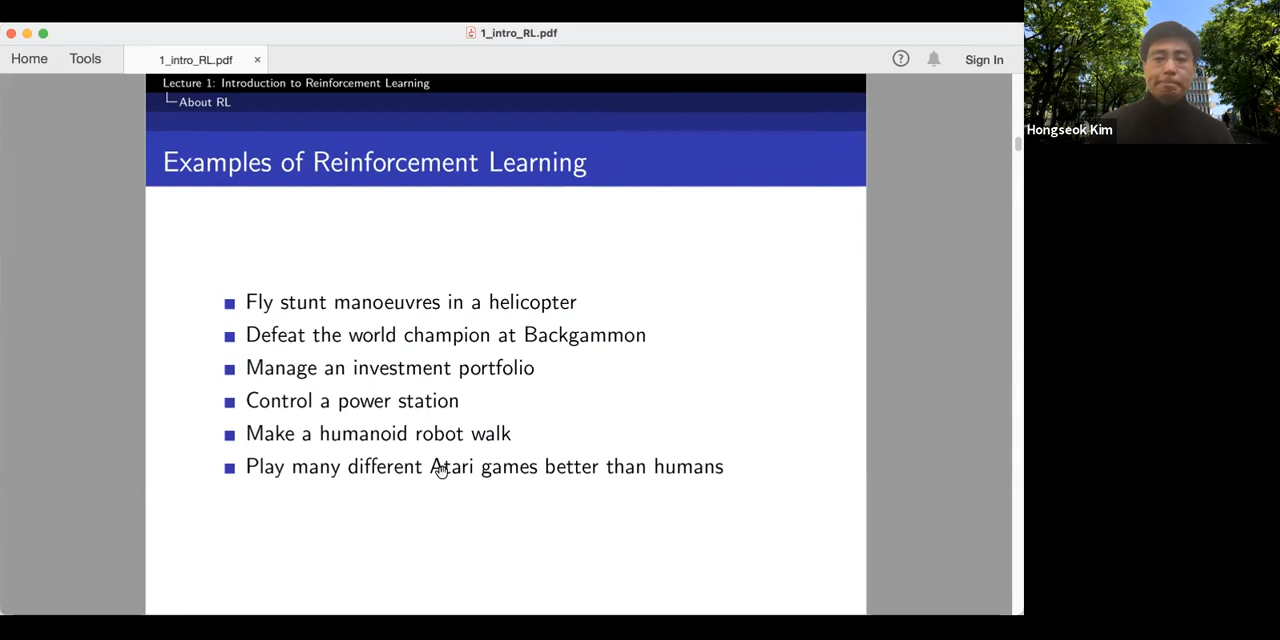 1_intro_RL.pdf
Home
Tools
1_intro_RL.pdf
×
?
Sign In
Lecture 1: Introduction to Reinforcement Learning
About RL
Examples of Reinforcement Learning
Fly stunt manoeuvres in a helicopter
Defeat the world champion at Backgammon
Manage an investment portfolio
Control a power station
Make a humanoid robot walk
Play many different Atari games better than humans
Hongseok Kim